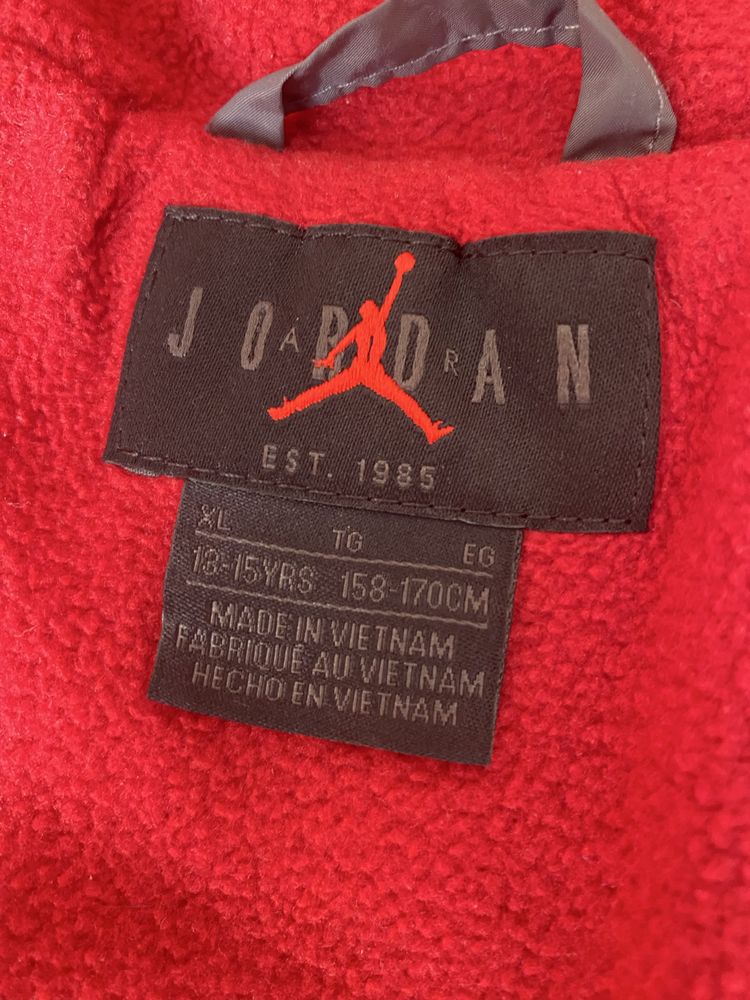 JORDAN
AIR
EST. 1985
XL TG EG
13-15YRS 158-170CM
MADE IN VIETNAM
FABRIQUÉ AU VIETNAM
HECHO EN VIETNAM